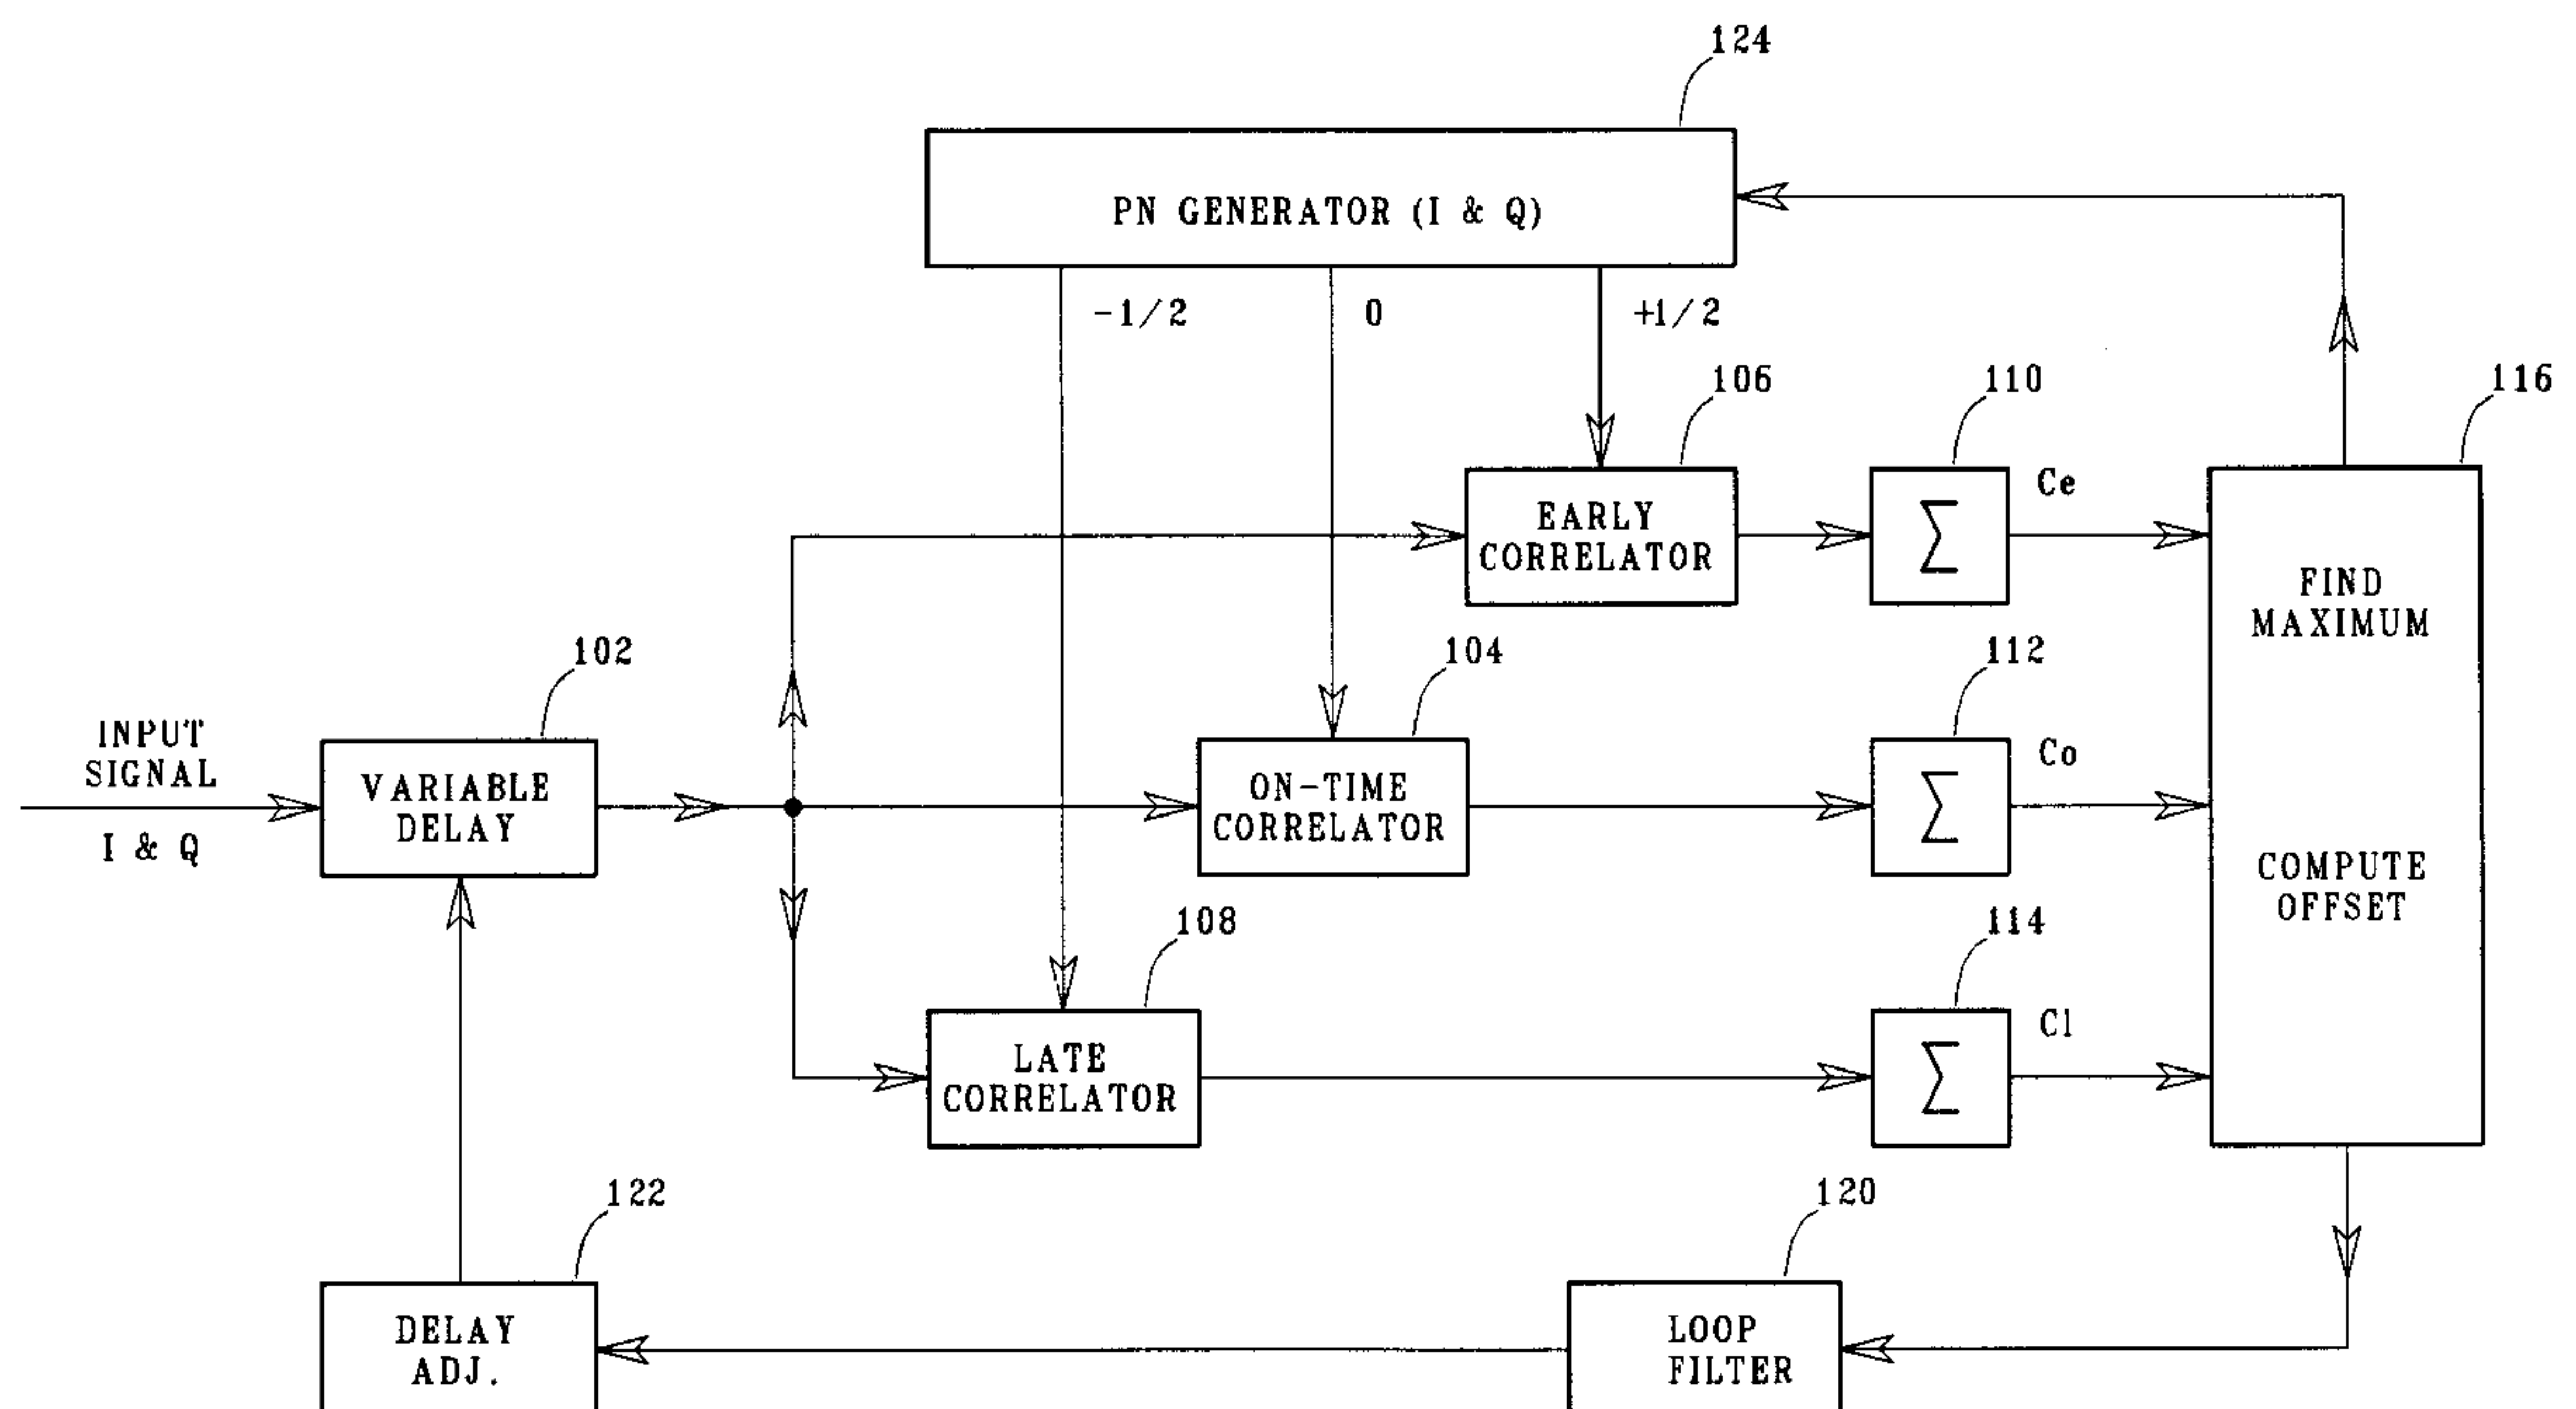 124
PN GENERATOR (I & Q)
-1/2
0
+1/2
106
110
116
EARLY
CORRELATOR
Σ
Ce
FIND
MAXIMUM
102
104
112
INPUT
SIGNAL
I & Q
VARIABLE
DELAY
ON-TIME
CORRELATOR
Σ
Co
COMPUTE
OFFSET
108
114
LATE
CORRELATOR
Σ
Cl
122
120
DELAY
ADJ.
LOOP
FILTER